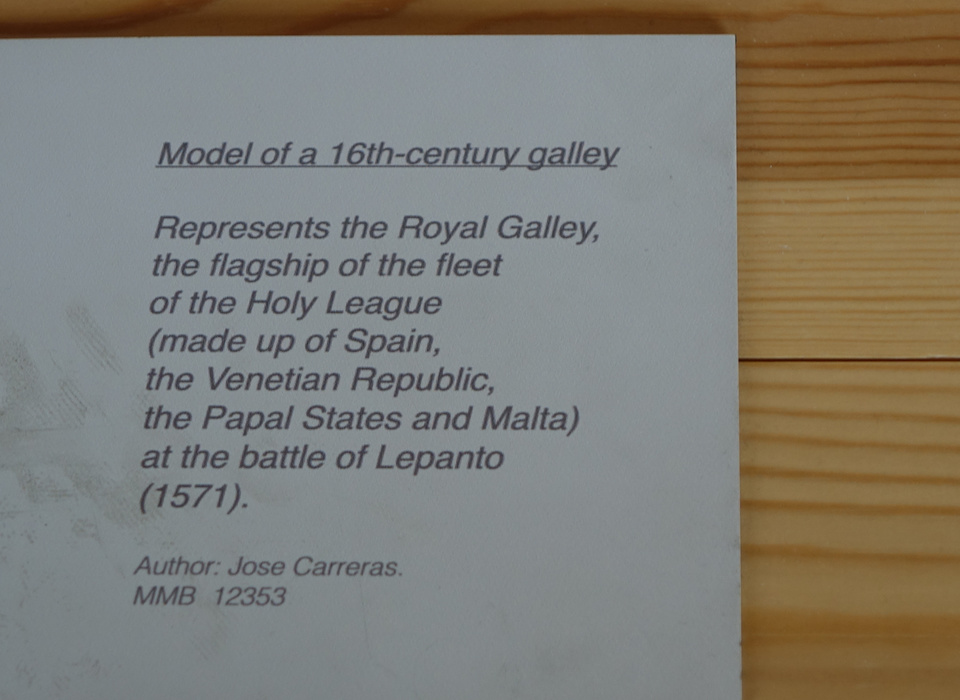 Model of a 16th-century galley
Represents the Royal Galley,
the flagship of the fleet
of the Holy League
(made up of Spain,
the Venetian Republic,
the Papal States and Malta)
at the battle of Lepanto
(1571).
Author: Jose Carreras.
MMB 12353